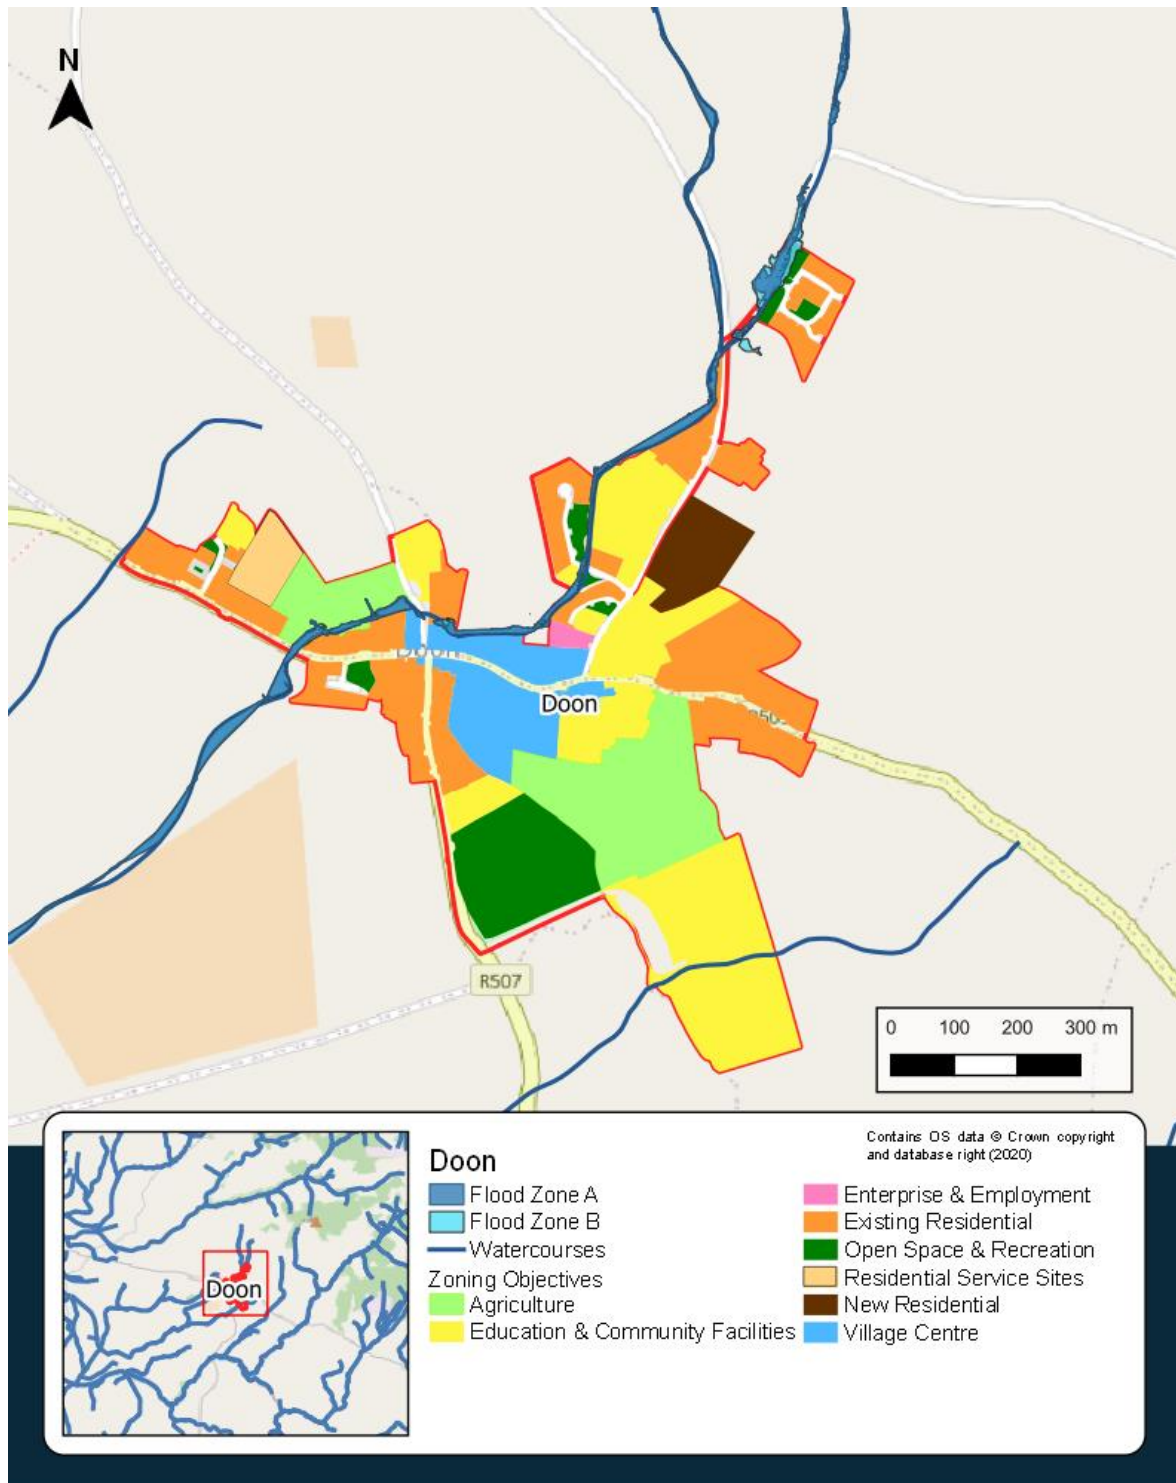 N
Doon
Doon
R507
0 100 200 300 m
Contains OS data © Crown copyright
and database right (2020)
Doon
Doon
Flood Zone A
Flood Zone B
Watercourses
Zoning Objectives
Agriculture
Education & Community Facilities
Enterprise & Employment
Existing Residential
Open Space & Recreation
Residential Service Sites
New Residential
Village Centre